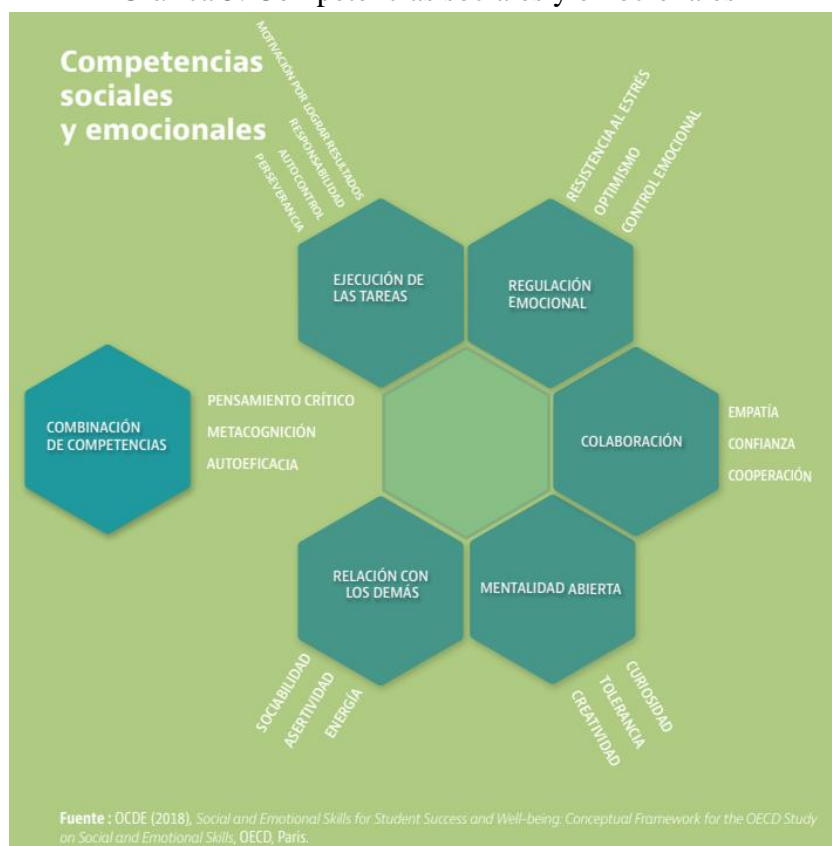 Competencias
sociales
y emocionales
MOTIVACIÓN POR LOGRAR RESULTADOS
RESPONSABILIDAD
AUTOCONTROL
PERSEVERANCIA
RESISTENCIA AL ESTRÉS
OPTIMISMO
CONTROL EMOCIONAL
EJECUCIÓN DE
LAS TAREAS
REGULACIÓN
EMOCIONAL
COMBINACIÓN
DE COMPETENCIAS
PENSAMIENTO CRÍTICO
METACOGNICIÓN
AUTOEFICACIA
COLABORACIÓN
EMPATÍA
CONFIANZA
COOPERACIÓN
RELACIÓN CON
LOS DEMÁS
MENTALIDAD ABIERTA
SOCIABILIDAD
ASERTIVIDAD
ENERGÍA
CURIOSIDAD
TOLERANCIA
CREATIVIDAD
Fuente : OCDE (2018), Social and Emotional Skills for Student Success and Well-being: Conceptual Framework for the OECD Study
on Social and Emotional Skills, OECD, Paris.